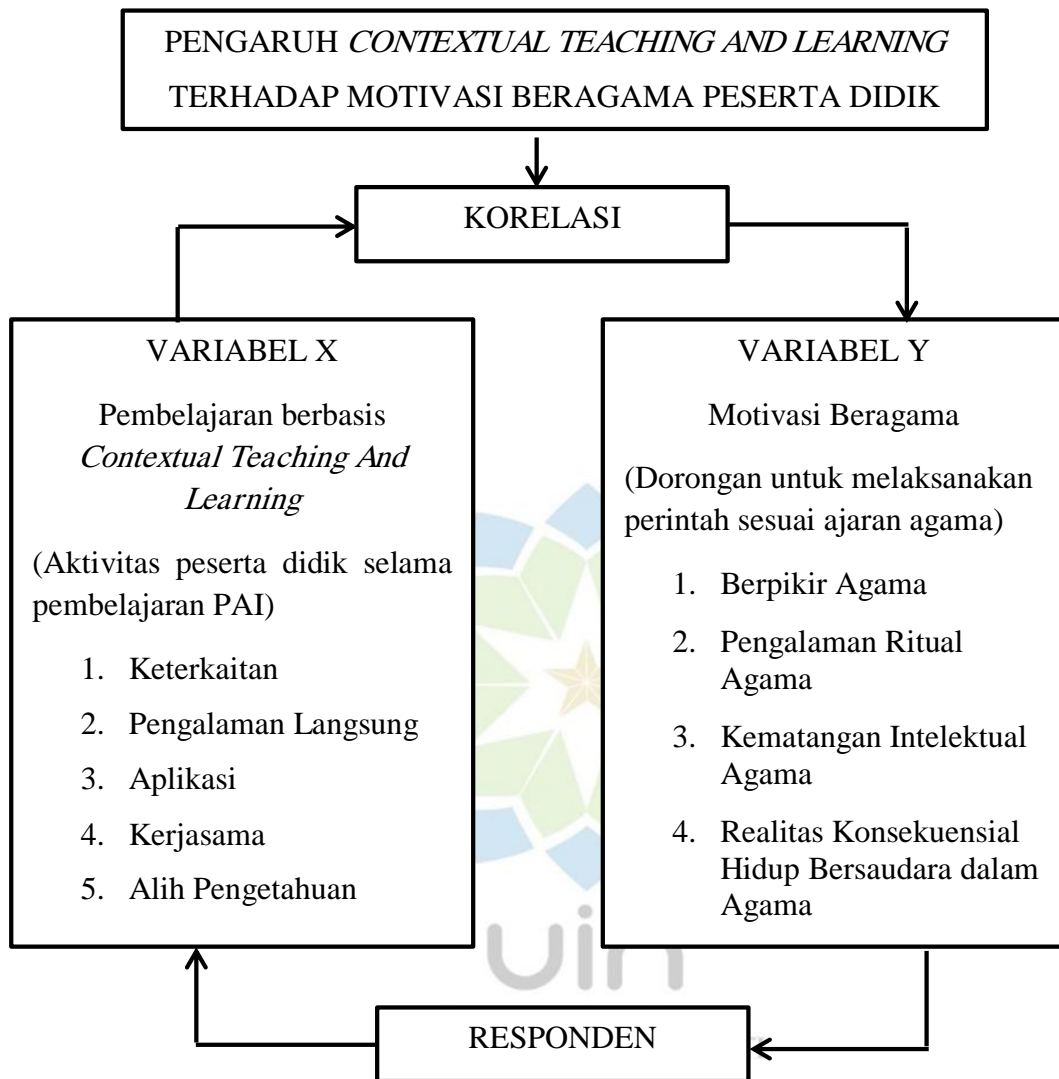 PENGARUH CONTEXTUAL TEACHING AND LEARNING
TERHADAP MOTIVASI BERAGAMA PESERTA DIDIK
KORELASI
VARIABEL X
Pembelajaran berbasis
Contextual Teaching And
Learning
(Aktivitas peserta didik selama
pembelajaran PAI)
1. Keterkaitan
2. Pengalaman Langsung
3. Aplikasi
4. Kerjasama
5. Alih Pengetahuan
VARIABEL Y
Motivasi Beragama
(Dorongan untuk melaksanakan
perintah sesuai ajaran agama)
1. Berpikir Agama
2. Pengalaman Ritual
Agama
3. Kematangan Intelektual
Agama
4. Realitas Konsekuensial
Hidup Bersaudara dalam
Agama
uin
RESPONDEN